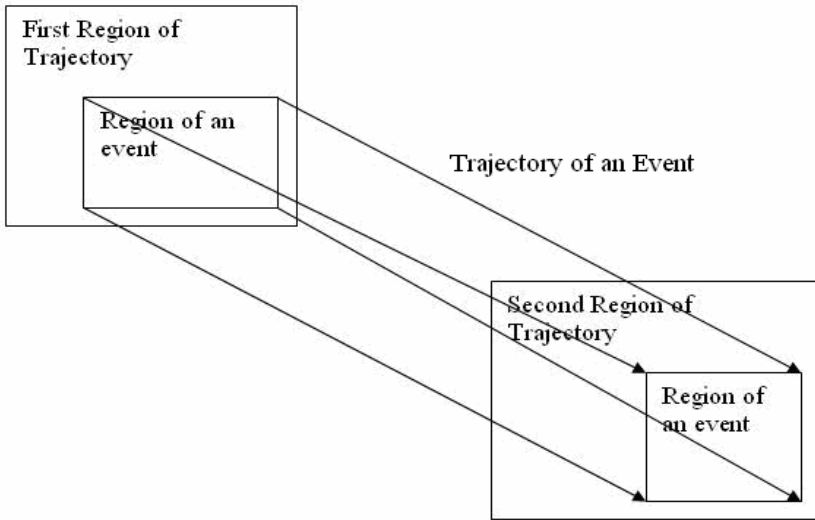 First Region of
Trajectory
Region of an
event
Trajectory of an Event
Second Region of
Trajectory
Region of
an event